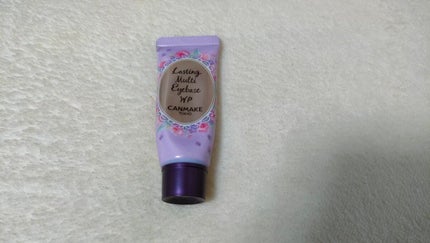 Lasting
Multi
Eyebase
WP
CANMAKE
TOKYO